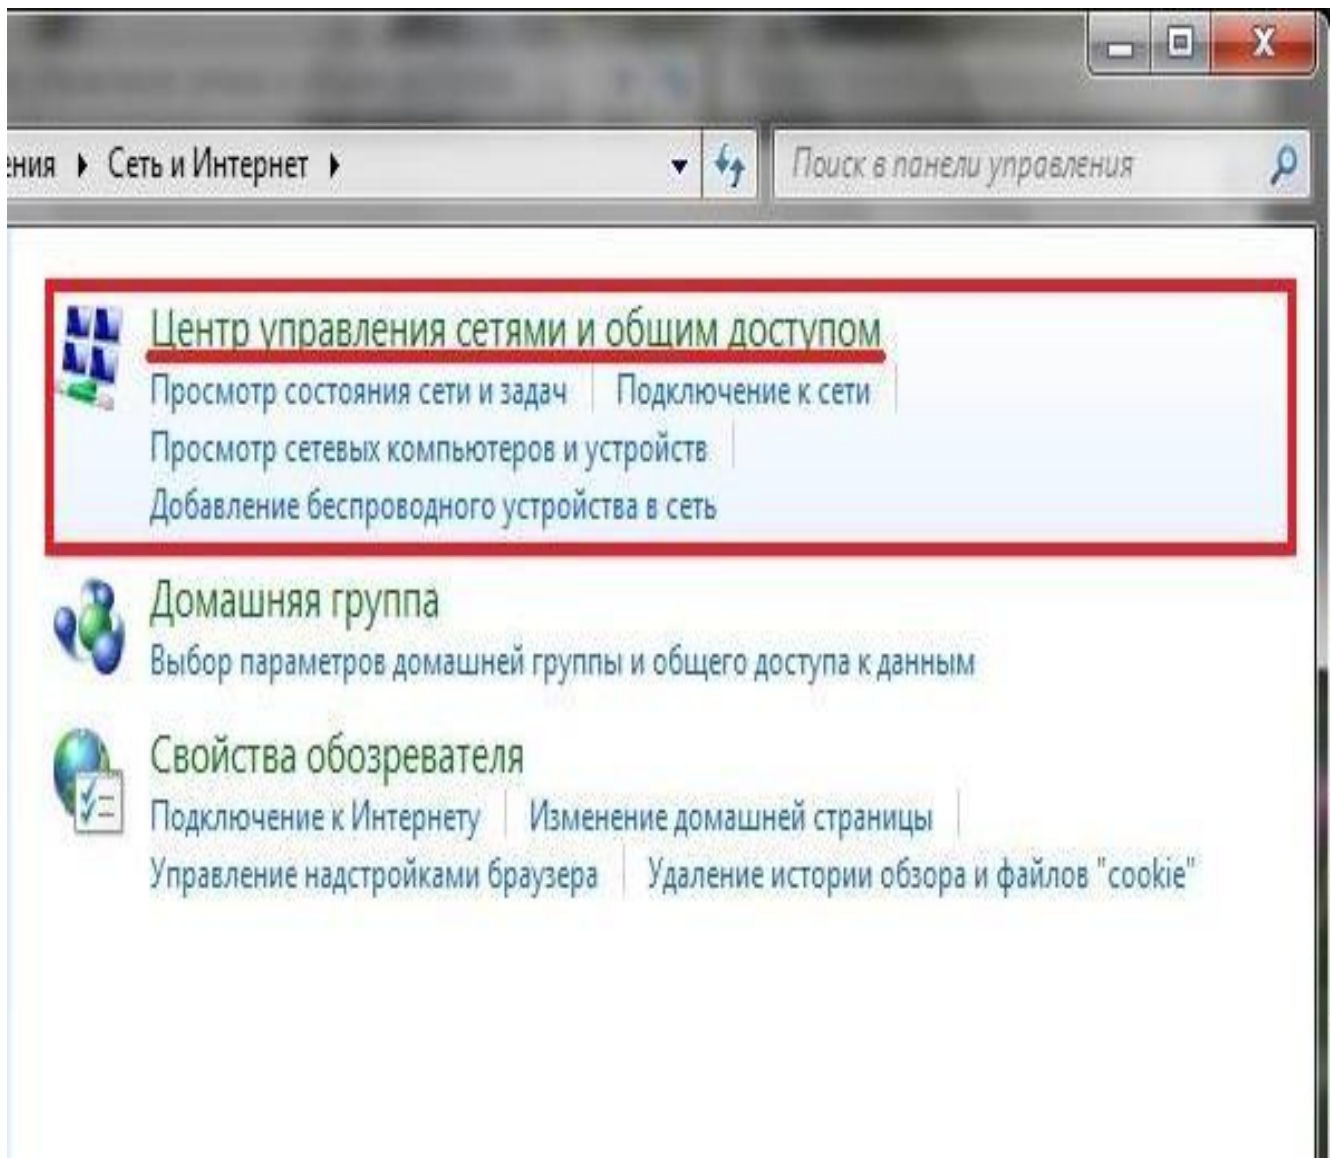 ения ▸ Сеть и Интернет ▸
Поиск в панели управления
Центр управления сетями и общим доступом
Просмотр состояния сети и задач Подключение к сети
Просмотр сетевых компьютеров и устройств
Добавление беспроводного устройства в сеть
Домашняя группа
Выбор параметров домашней группы и общего доступа к данным
Свойства обозревателя
Подключение к Интернету Изменение домашней страницы
Управление надстройками браузера Удаление истории обзора и файлов "cookie"